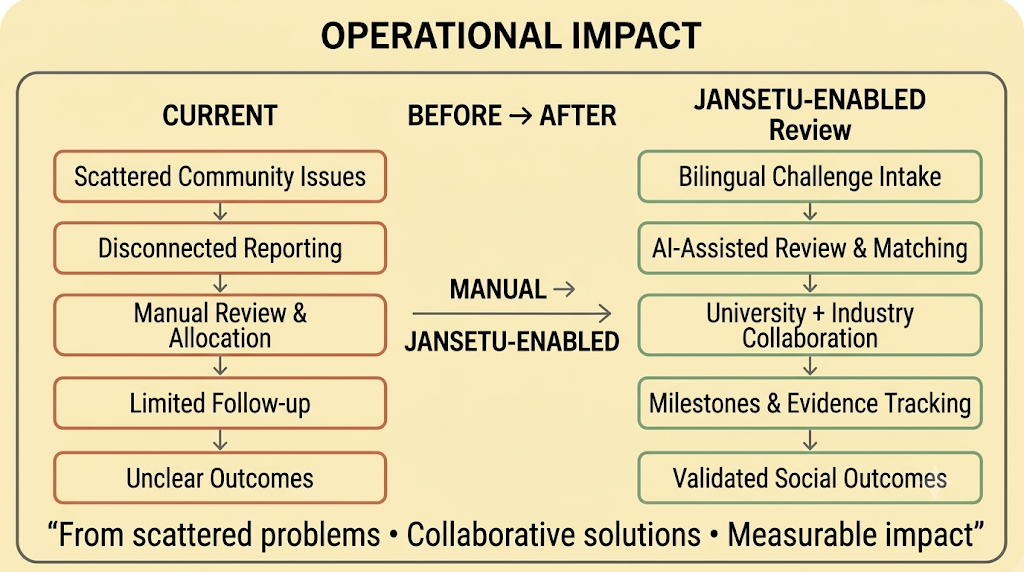 OPERATIONAL IMPACT
CURRENT
Scattered Community Issues
↓
Disconnected Reporting
↓
Manual Review &
Allocation
↓
Limited Follow-up
↓
Unclear Outcomes
BEFORE → AFTER
MANUAL →
JANSETU-ENABLED
JANSETU-ENABLED
Review
Bilingual Challenge Intake
↓
AI-Assisted Review & Matching
↓
University + Industry
Collaboration
↓
Milestones & Evidence Tracking
↓
Validated Social Outcomes
“From scattered problems • Collaborative solutions • Measurable impact”